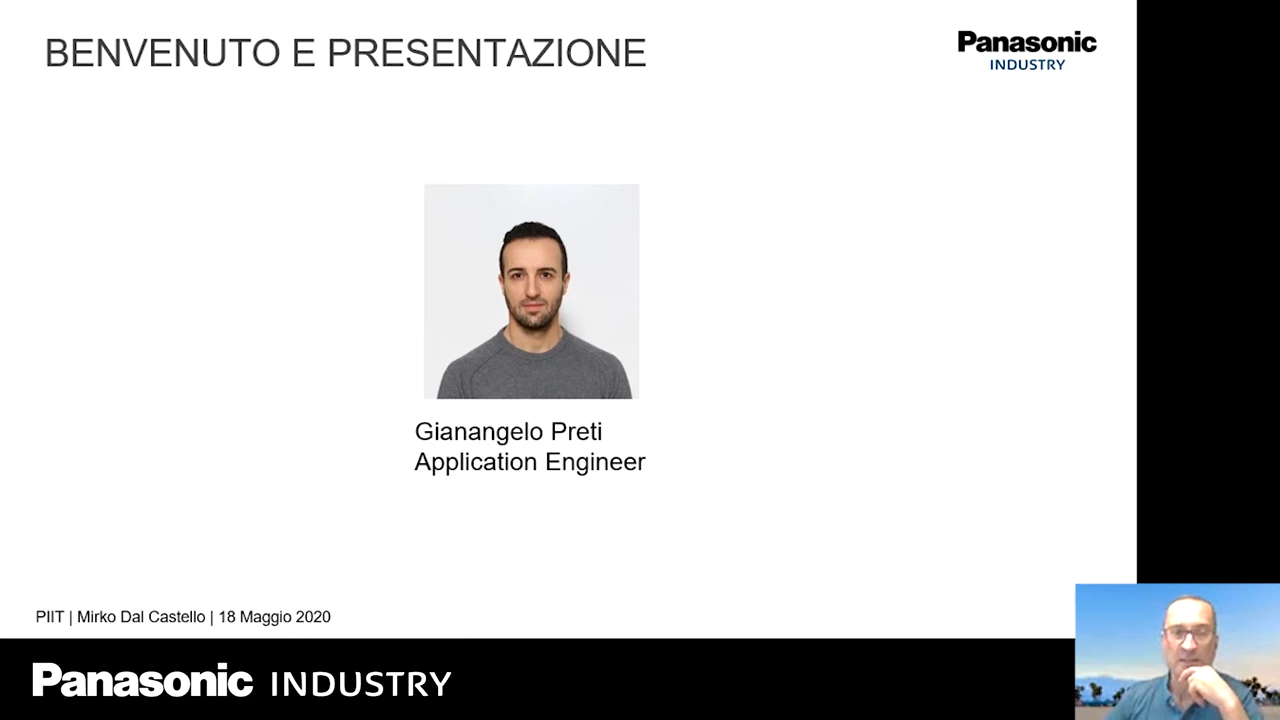 BENVENUTO E PRESENTAZIONE
Panasonic
INDUSTRY
Gianangelo Preti
Application Engineer
PIIT | Mirko Dal Castello | 18 Maggio 2020
Panasonic INDUSTRY